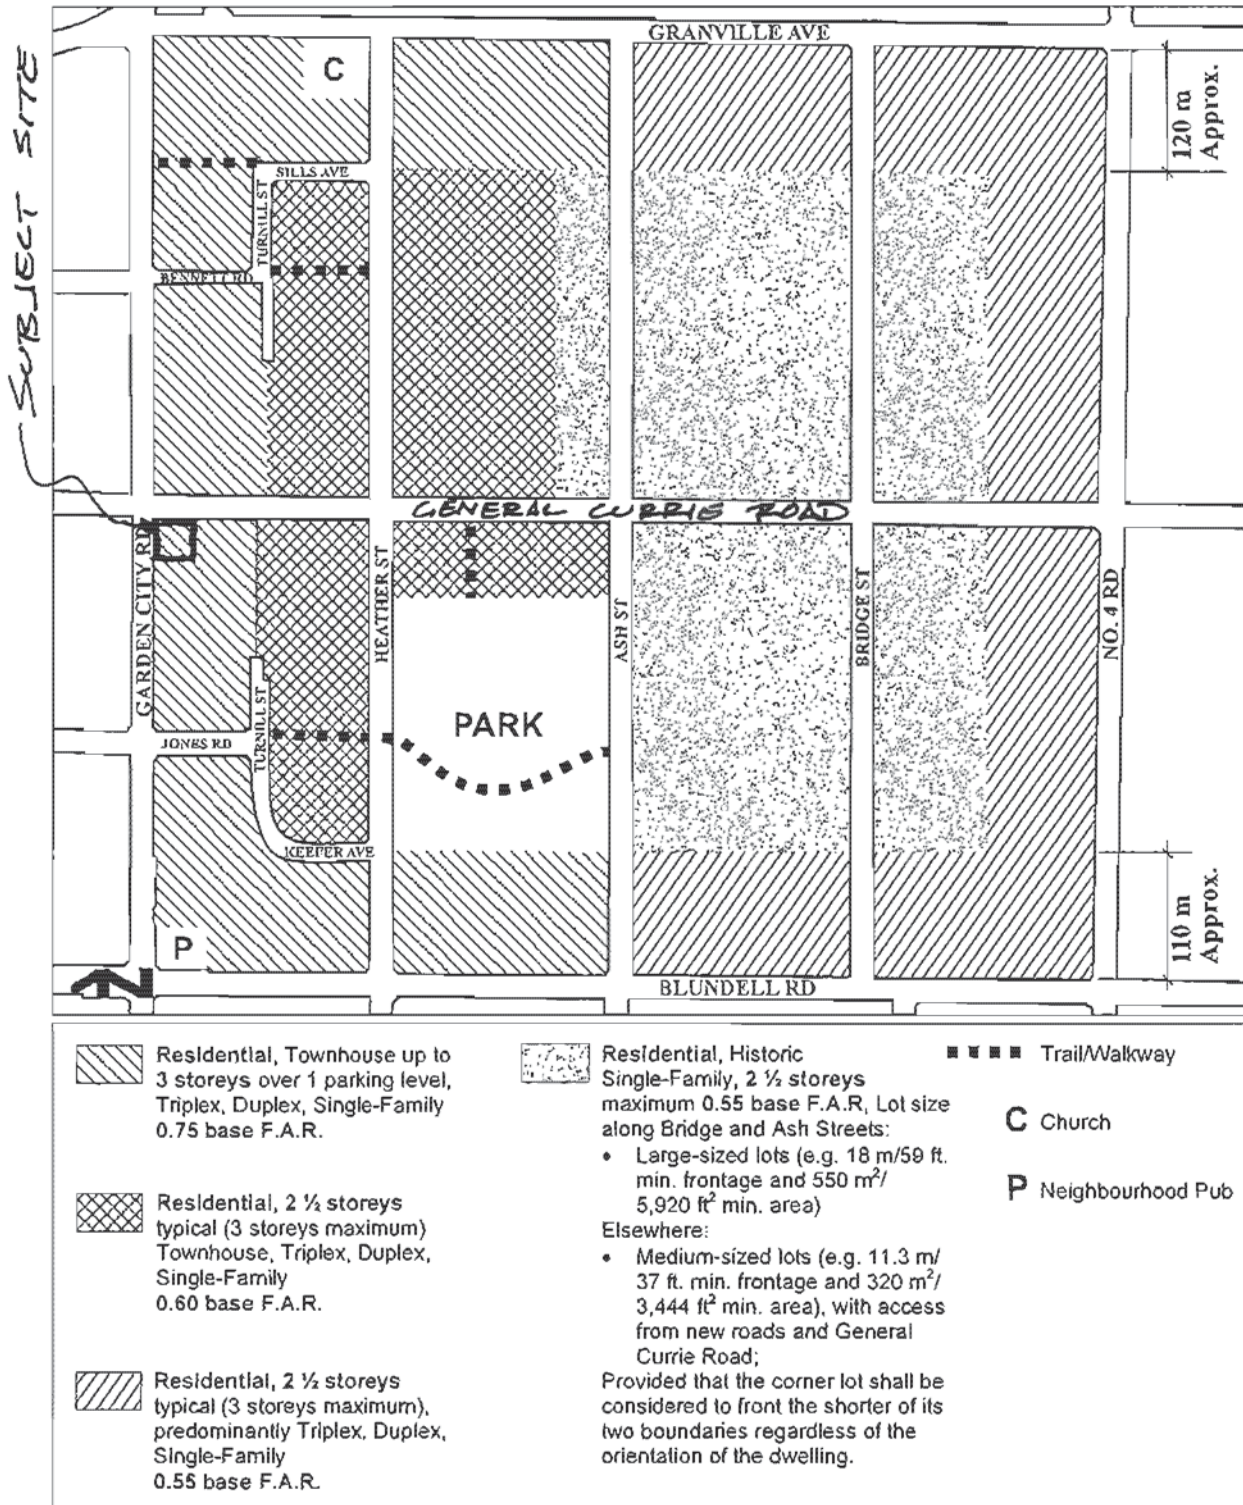 SUBJECT SITE
GRANVILLE AVE
C
120 m
Approx.
SILLS AVE
TURNILL ST
BENNETT RD
GENERAL CURRIE ROAD
GARDEN CITY RD
HEATHER ST
ASH ST
BRIDGE ST
NO. 4 RD
PARK
JONES RD
TURNILL ST
KEEPER AVE
110 m
Approx.
P
BLUNDELL RD
Residential, Townhouse up to
3 storeys over 1 parking level,
Triplex, Duplex, Single-Family
0.75 base F.A.R.
Residential, 2 ½ storeys
typical (3 storeys maximum)
Townhouse, Triplex, Duplex,
Single-Family
0.60 base F.A.R.
Residential, 2 ½ storeys
typical (3 storeys maximum),
predominantly Triplex, Duplex,
Single-Family
0.55 base F.A.R.
Residential, Historic
Single-Family, 2 ½ storeys
maximum 0.55 base F.A.R, Lot size
along Bridge and Ash Streets:
• Large-sized lots (e.g. 18 m/59 ft.
min. frontage and 550 m²/
5,920 ft² min. area)
Elsewhere:
• Medium-sized lots (e.g. 11.3 m/
37 ft. min. frontage and 320 m²/
3,444 ft² min. area), with access
from new roads and General
Currie Road;
Provided that the corner lot shall be
considered to front the shorter of its
two boundaries regardless of the
orientation of the dwelling.
Trail/Walkway
C Church
P Neighbourhood Pub